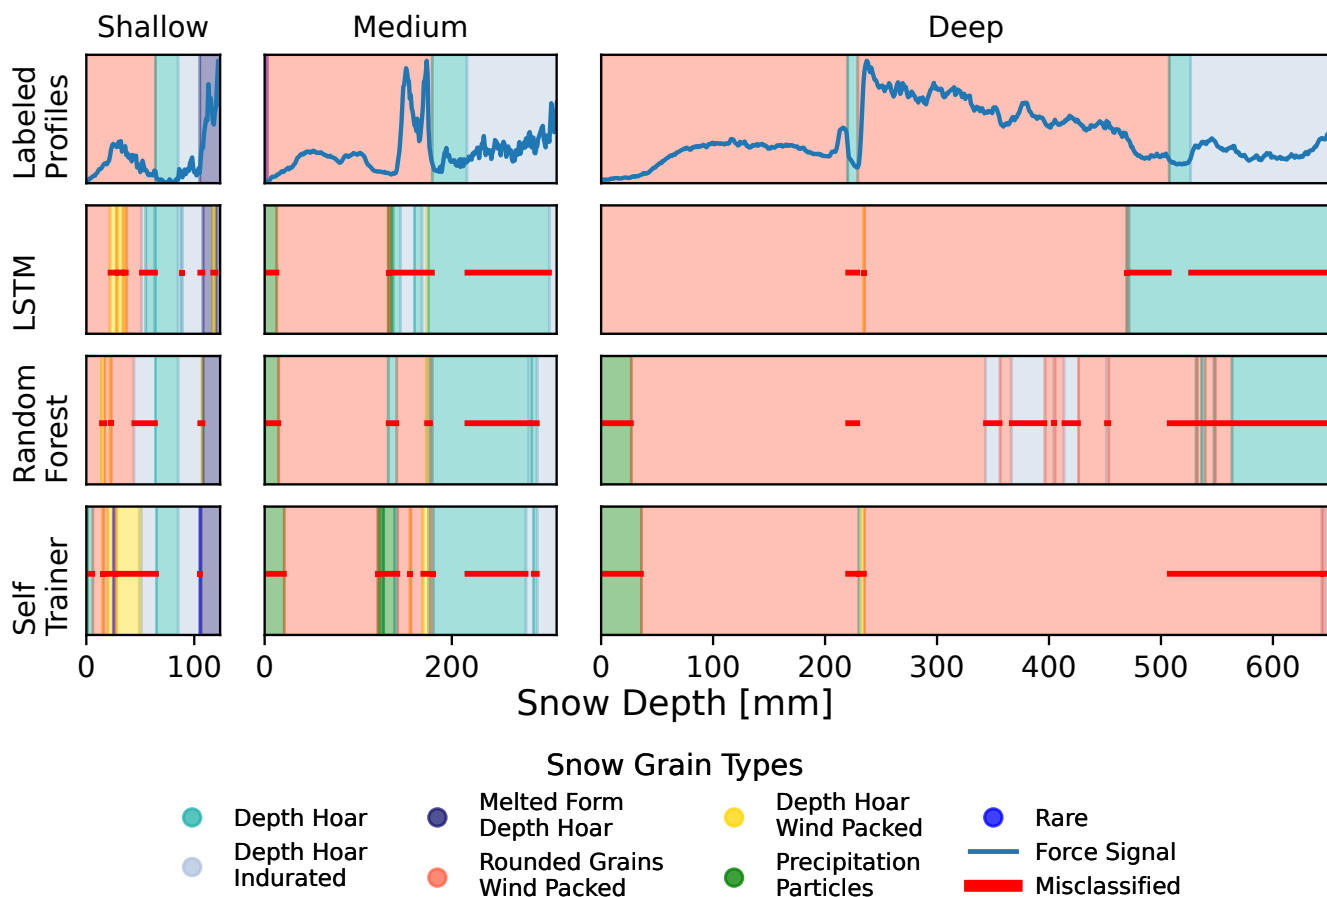 Shallow
Medium
Deep
Labeled
Profiles
LSTM
Random
Forest
Self
Trainer
0
100
0
200
0
100
200
300
400
500
600
Snow Depth [mm]
Snow Grain Types
Depth Hoar
Depth Hoar
Indurated
Melted Form
Depth Hoar
Rounded Grains
Wind Packed
Depth Hoar
Wind Packed
Precipitation
Particles
Rare
Force Signal
Misclassified